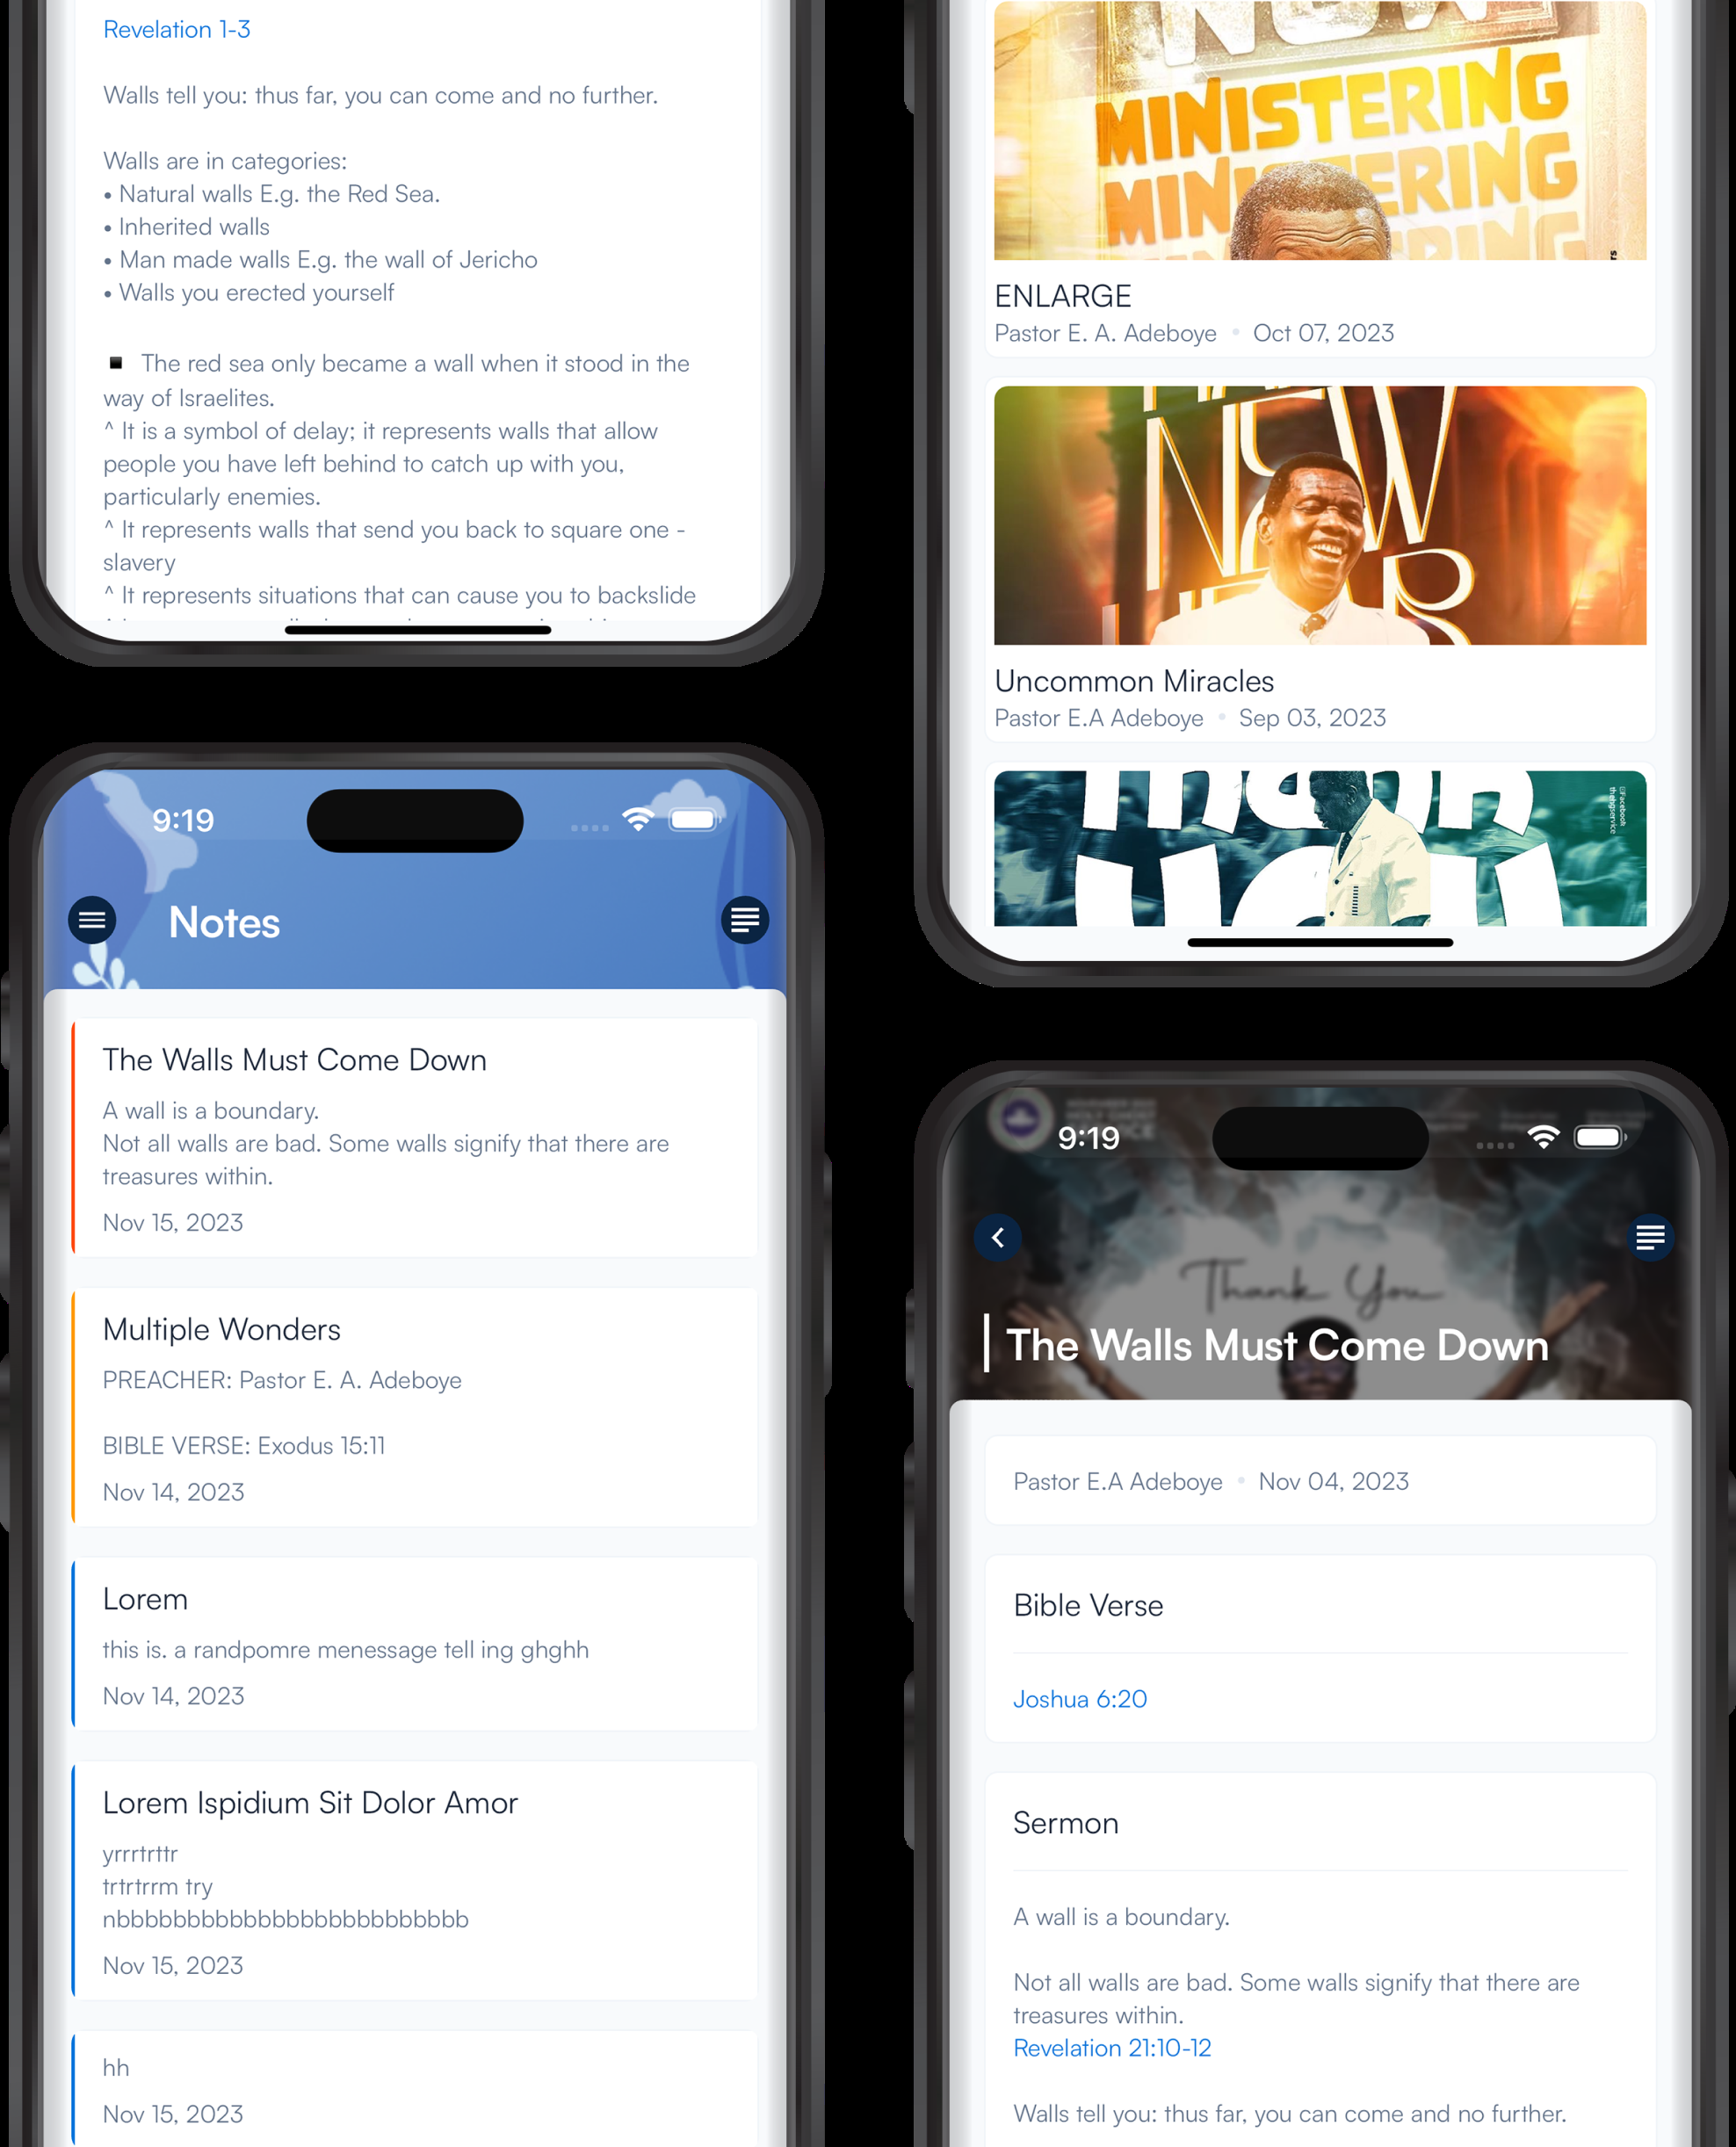 Revelation 1-3
Walls tell you: thus far, you can come and no further.
Walls are in categories:
• Natural walls E.g. the Red Sea.
• Inherited walls
• Man made walls E.g. the wall of Jericho
• Walls you erected yourself
▪ The red sea only became a wall when it stood in the
way of Israelites.
^ It is a symbol of delay; it represents walls that allow
people you have left behind to catch up with you,
particularly enemies.
^ It represents walls that send you back to square one -
slavery
^ It represents situations that can cause you to backslide
9:19
Notes
The Walls Must Come Down
A wall is a boundary.
Not all walls are bad. Some walls signify that there are
treasures within.
Nov 15, 2023
Multiple Wonders
PREACHER: Pastor E. A. Adeboye
BIBLE VERSE: Exodus 15:11
Nov 14, 2023
Lorem
this is. a randpomre menessage tell ing ghghh
Nov 14, 2023
Lorem Ispidium Sit Dolor Amor
yrrrtrttr
trtrtrrm try
nbbbbbbbbbbbbbbbbbbbbbbbbb
Nov 15, 2023
hh
Nov 15, 2023
NOW
MINISTERING
MINISTERING
ENLARGE
Pastor E. A. Adeboye • Oct 07, 2023
NEW
Uncommon Miracles
Pastor E.A Adeboye • Sep 03, 2023
9:19
Thank You
The Walls Must Come Down
Pastor E.A Adeboye • Nov 04, 2023
Bible Verse
Joshua 6:20
Sermon
A wall is a boundary.
Not all walls are bad. Some walls signify that there are
treasures within.
Revelation 21:10-12
Walls tell you: thus far, you can come and no further.